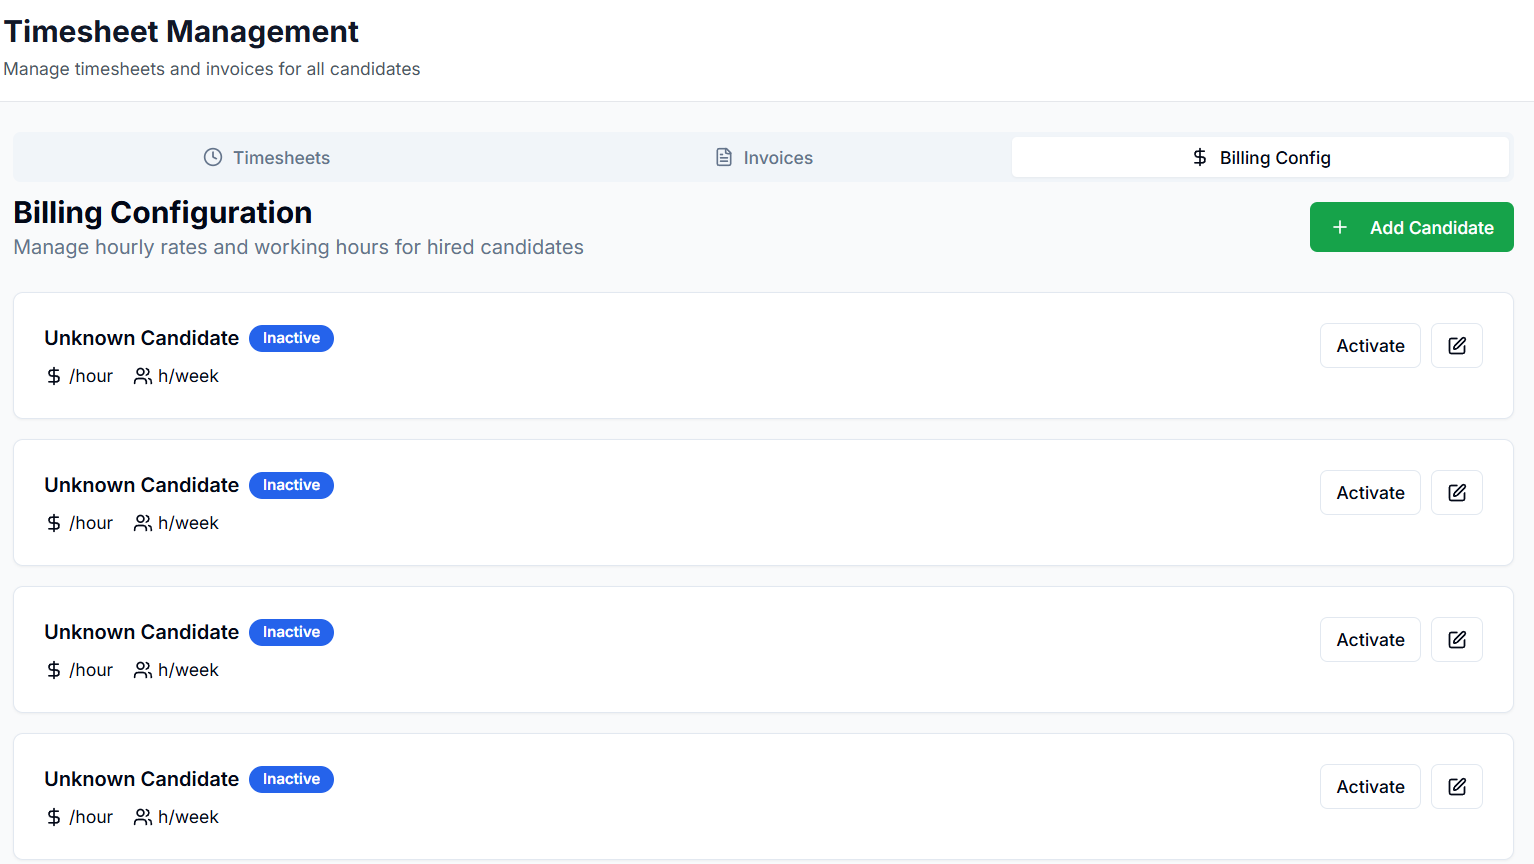 Timesheet Management
Manage timesheets and invoices for all candidates
Timesheets
Invoices
$ Billing Config
Billing Configuration
Manage hourly rates and working hours for hired candidates
+ Add Candidate
Unknown Candidate Inactive
Activate
$ /hour h/week
Unknown Candidate Inactive
Activate
$ /hour h/week
Unknown Candidate Inactive
Activate
$ /hour h/week
Unknown Candidate Inactive
Activate
$ /hour h/week